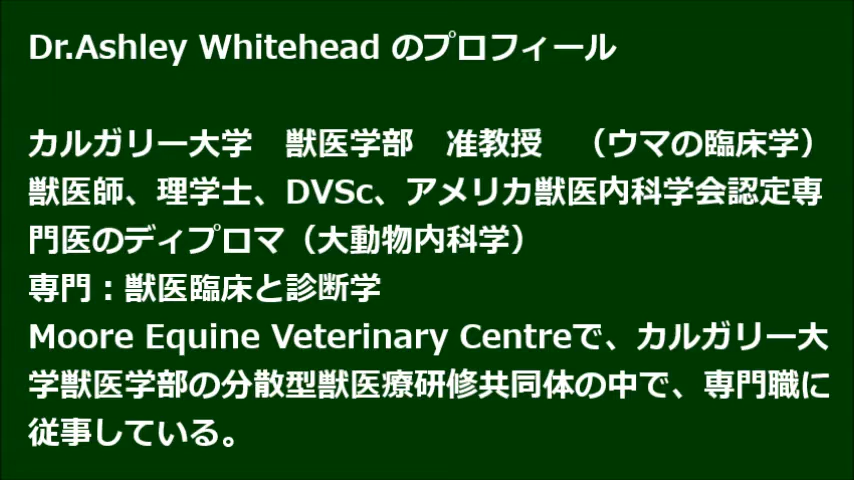 Dr.Ashley Whitehead のプロフィール
カルガリー大学　獣医学部　准教授　（ウマの臨床学）
獣医師、理学士、DVSc、アメリカ獣医内科学会認定専
門医のディプロマ（大動物内科学）
専門：獣医臨床と診断学
Moore Equine Veterinary Centreで、カルガリー大
学獣医学部の分散型獣医療研修共同体の中で、専門職に
従事している。